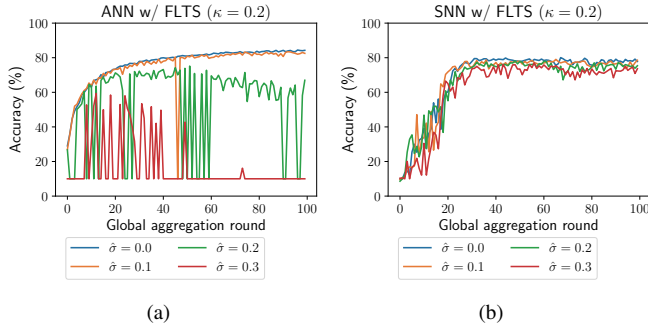 ANN w/ FLTS (κ = 0.2)
Accuracy (%)
100
80
60
40
20
0
0 20 40 60 80 100
Global aggregation round
σ̂ = 0.0 σ̂ = 0.2
σ̂ = 0.1 σ̂ = 0.3
(a)
SNN w/ FLTS (κ = 0.2)
Accuracy (%)
100
80
60
40
20
0
0 20 40 60 80 100
Global aggregation round
σ̂ = 0.0 σ̂ = 0.2
σ̂ = 0.1 σ̂ = 0.3
(b)